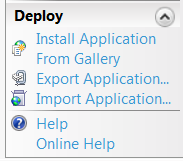 Deploy
Install Application
From Gallery
Export Application...
Import Application...
Help
Online Help